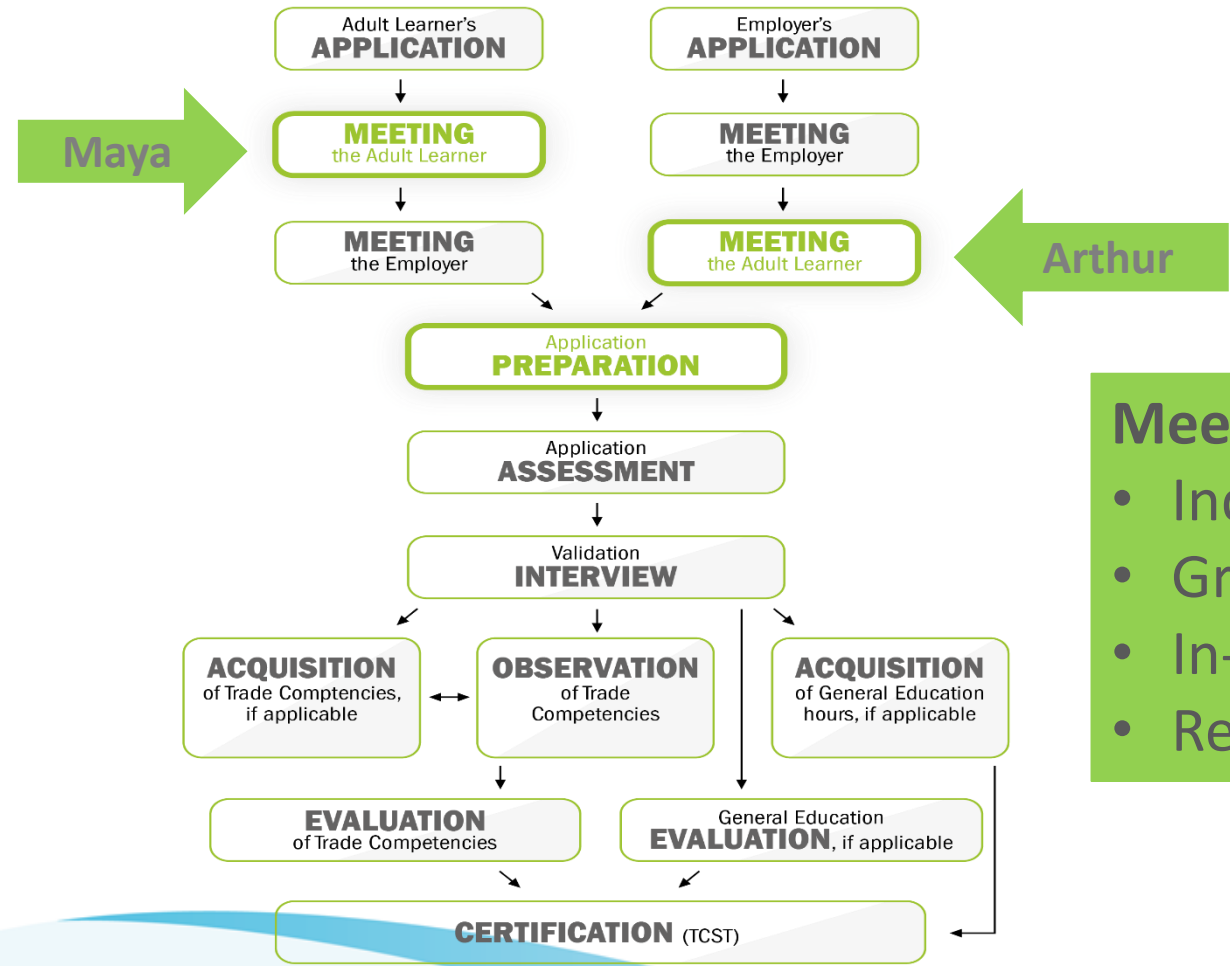 Adult Learner's
APPLICATION
Employer's
APPLICATION
Maya
MEETING
the Adult Learner
MEETING
the Employer
MEETING
the Employer
MEETING
the Adult Learner
Arthur
Application
PREPARATION
Application
ASSESSMENT
Validation
INTERVIEW
ACQUISITION
of Trade Comptencies,
if applicable
OBSERVATION
of Trade
Competencies
ACQUISITION
of General Education
hours, if applicable
EVALUATION
of Trade Competencies
General Education
EVALUATION, if applicable
CERTIFICATION (TCST)